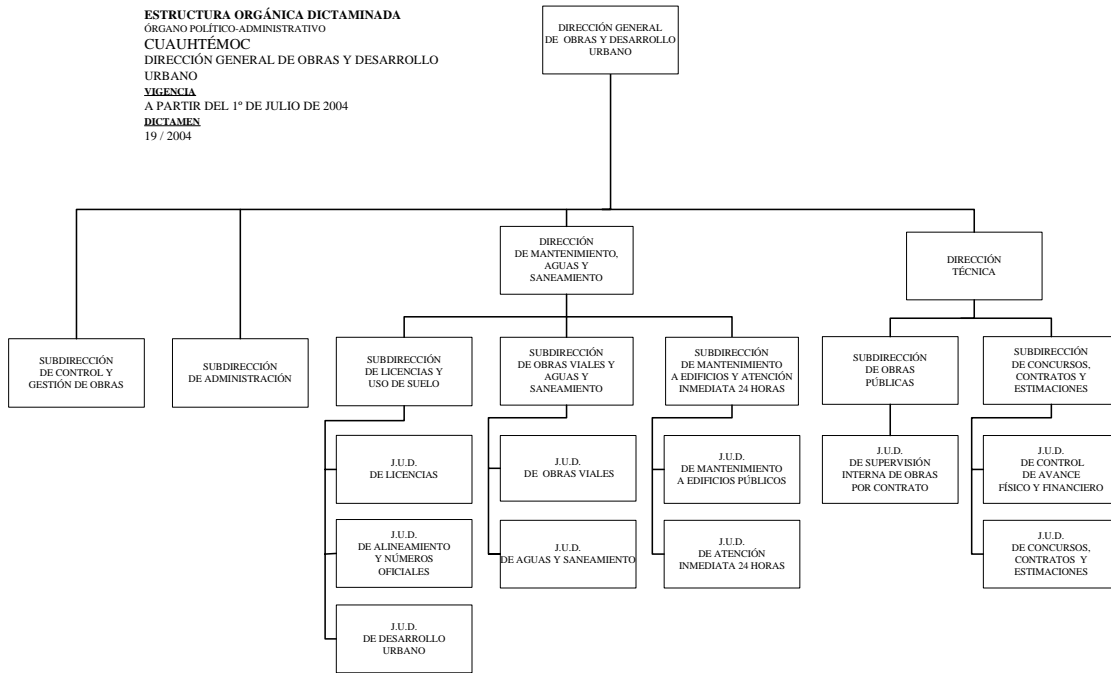 ESTRUCTURA ORGÁNICA DICTAMINADA
ÓRGANO POLÍTICO-ADMINISTRATIVO
CUAUHTÉMOC
DIRECCIÓN GENERAL DE OBRAS Y DESARROLLO
URBANO
VIGENCIA
A PARTIR DEL 1º DE JULIO DE 2004
DICTAMEN
19 / 2004
DIRECCIÓN GENERAL
DE OBRAS Y DESARROLLO
URBANO
DIRECCIÓN
DE MANTENIMIENTO,
AGUAS Y
SANEAMIENTO
DIRECCIÓN
TÉCNICA
SUBDIRECCIÓN
DE CONTROL Y
GESTIÓN DE OBRAS
SUBDIRECCIÓN
DE ADMINISTRACIÓN
SUBDIRECCIÓN
DE LICENCIAS Y
USO DE SUELO
SUBDIRECCIÓN
DE OBRAS VIALES Y
AGUAS Y
SANEAMIENTO
SUBDIRECCIÓN
DE MANTENIMIENTO
A EDIFICIOS Y ATENCIÓN
INMEDIATA 24 HORAS
SUBDIRECCIÓN
DE OBRAS
PÚBLICAS
SUBDIRECCIÓN
DE CONCURSOS,
CONTRATOS Y
ESTIMACIONES
J.U.D.
DE LICENCIAS
J.U.D.
DE OBRAS VIALES
J.U.D.
DE MANTENIMIENTO
A EDIFICIOS PÚBLICOS
J.U.D.
DE SUPERVISIÓN
INTERNA DE OBRAS
POR CONTRATO
J.U.D.
DE CONTROL
DE AVANCE
FÍSICO Y FINANCIERO
J.U.D.
DE ALINEAMIENTO
Y NÚMEROS
OFICIALES
J.U.D.
DE AGUAS Y SANEAMIENTO
J.U.D.
DE ATENCIÓN
INMEDIATA 24 HORAS
J.U.D.
DE CONCURSOS,
CONTRATOS Y
ESTIMACIONES
J.U.D.
DE DESARROLLO
URBANO